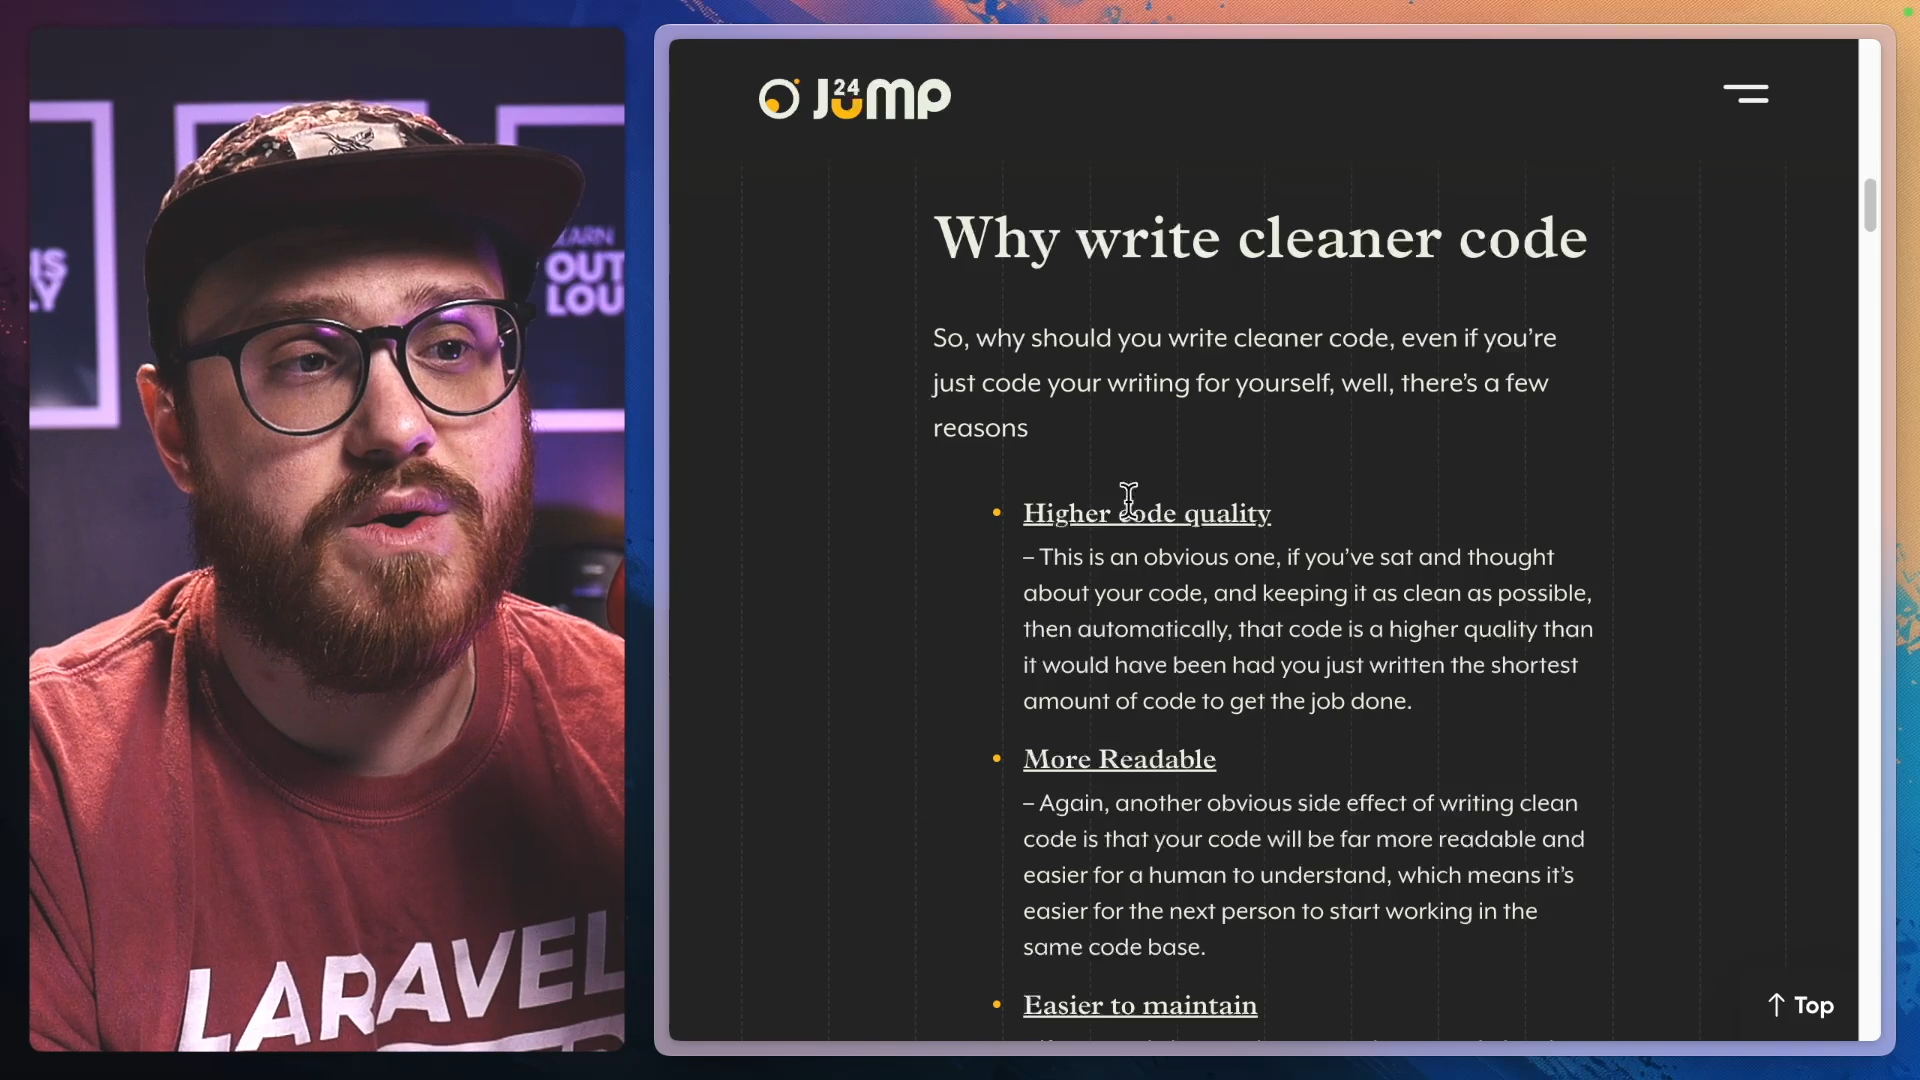 LEARN
OUT
LOU
LARAVEL
JUMP
24
Why write cleaner code
So, why should you write cleaner code, even if you're
just code your writing for yourself, well, there's a few
reasons
Higher code quality
– This is an obvious one, if you've sat and thought
about your code, and keeping it as clean as possible,
then automatically, that code is a higher quality than
it would have been had you just written the shortest
amount of code to get the job done.
More Readable
– Again, another obvious side effect of writing clean
code is that your code will be far more readable and
easier for a human to understand, which means it's
easier for the next person to start working in the
same code base.
Easier to maintain
↑ Top